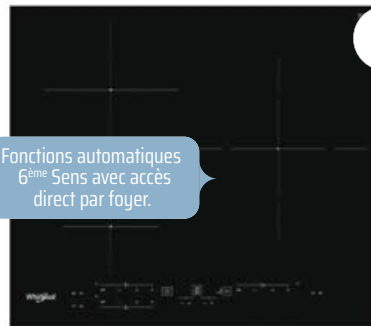 Fonctions automatiques
6ème Sens avec accès
direct par foyer.
Whirlpool